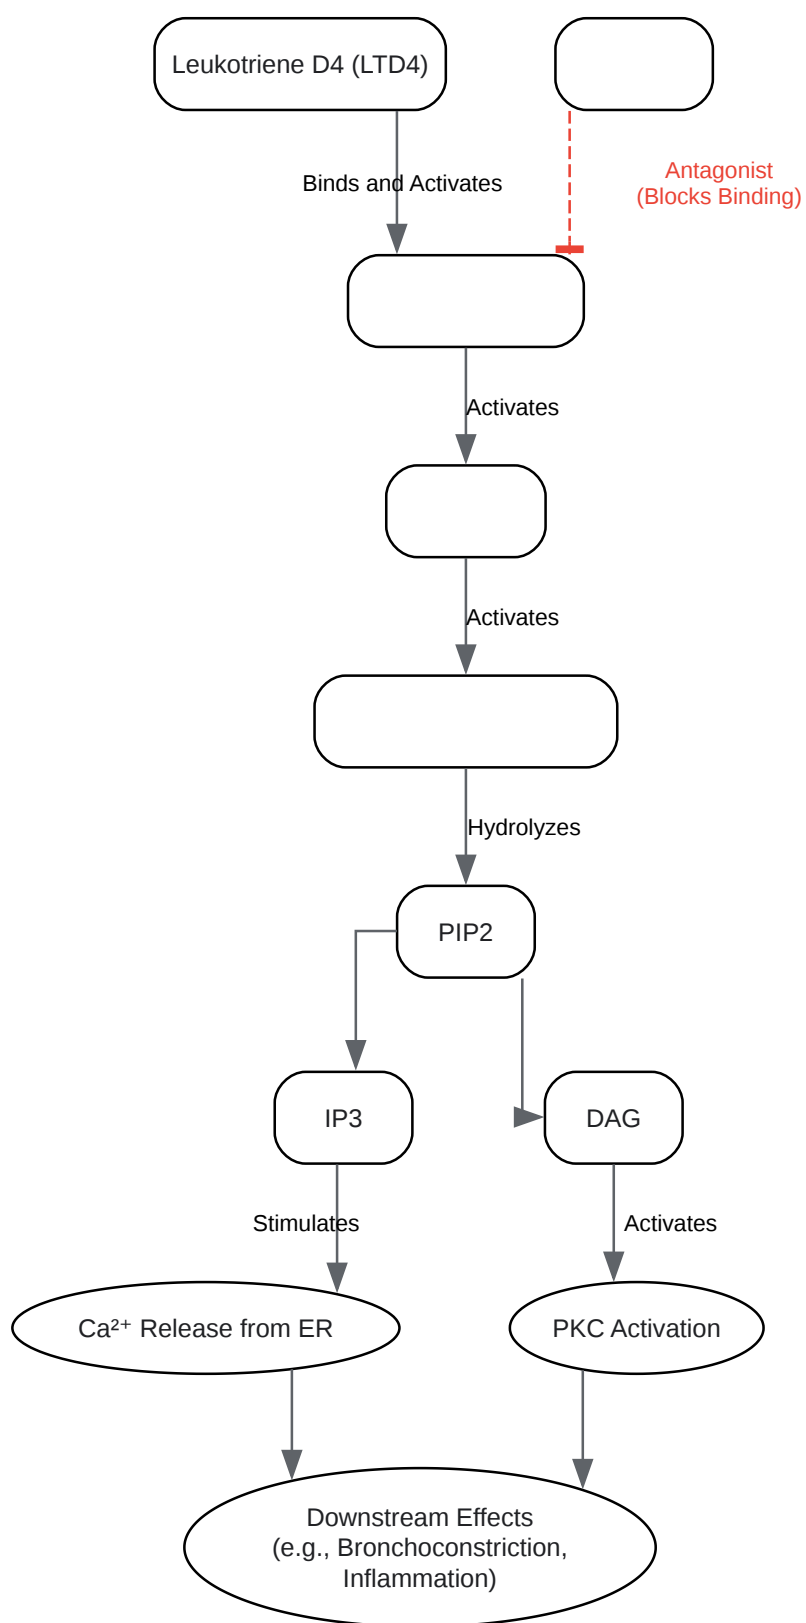 Leukotriene D4 (LTD4)
Binds and Activates
Antagonist
(Blocks Binding)
Activates
Activates
Hydrolyzes
PIP2
IP3
DAG
Stimulates
Activates
Ca²⁺ Release from ER
PKC Activation
Downstream Effects
(e.g., Bronchoconstriction,
Inflammation)